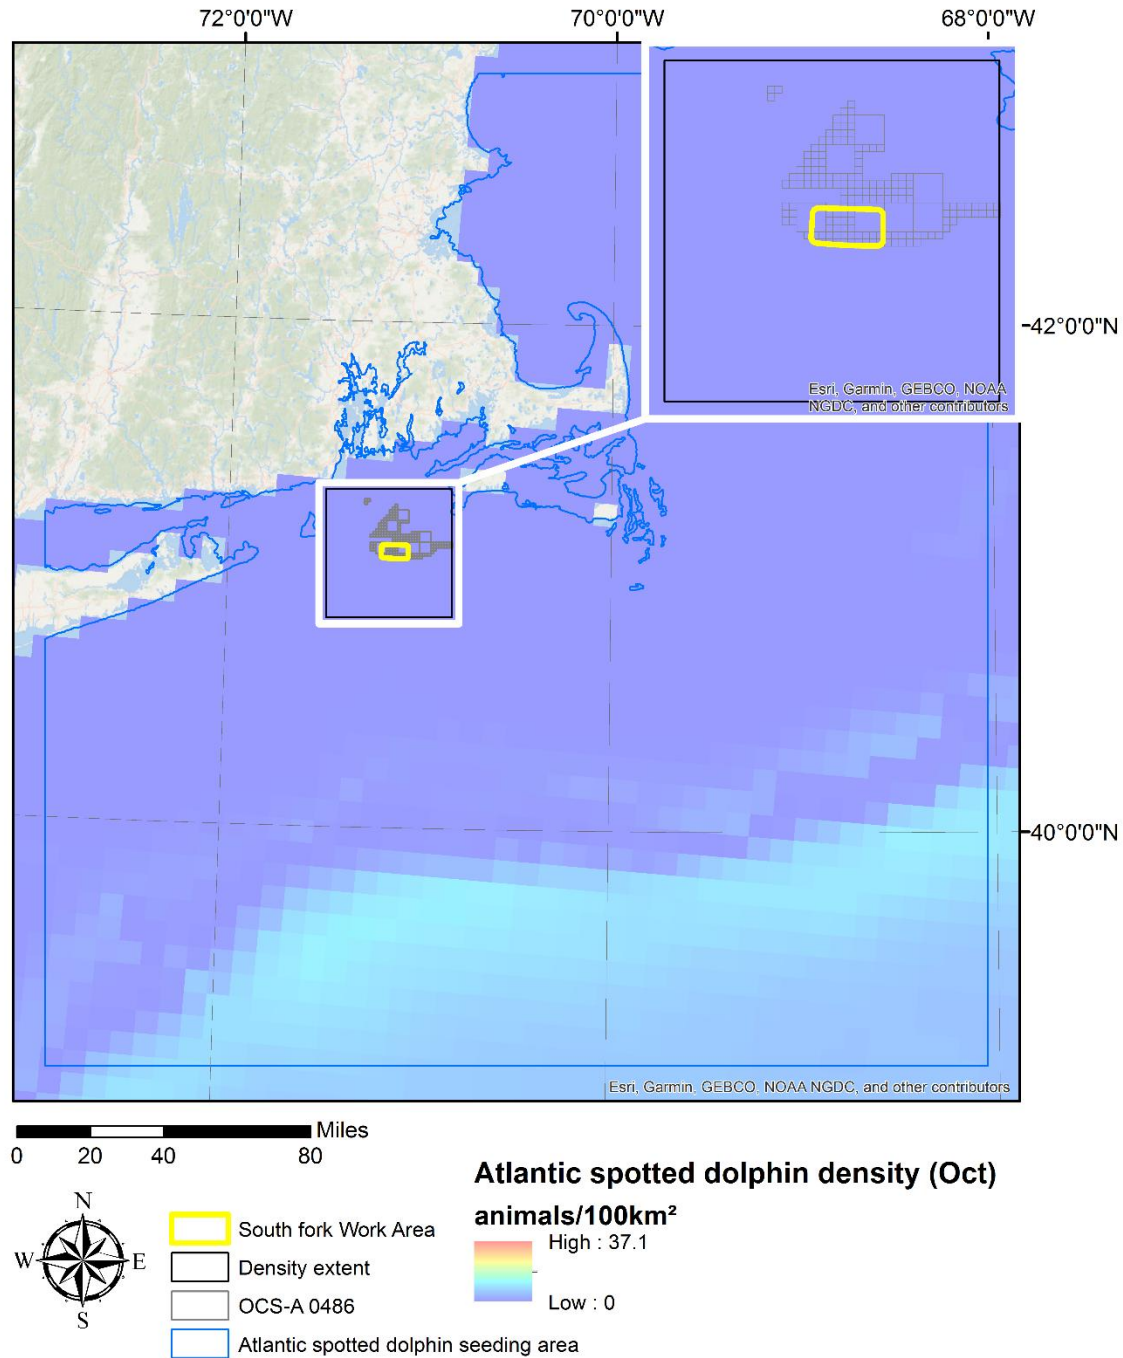 72°0'0"W 70°0'0"W 68°0'0"W
Esri, Garmin, GEBCO, NOAA
NGDC, and other contributors
42°0'0"N
40°0'0"N
Esri, Garmin, GEBCO, NOAA NGDC, and other contributors
Miles
0 20 40 80
Atlantic spotted dolphin density (Oct)
animals/100km²
High : 37.1
Low : 0
N
W E
S
South fork Work Area
Density extent
OCS-A 0486
Atlantic spotted dolphin seeding area